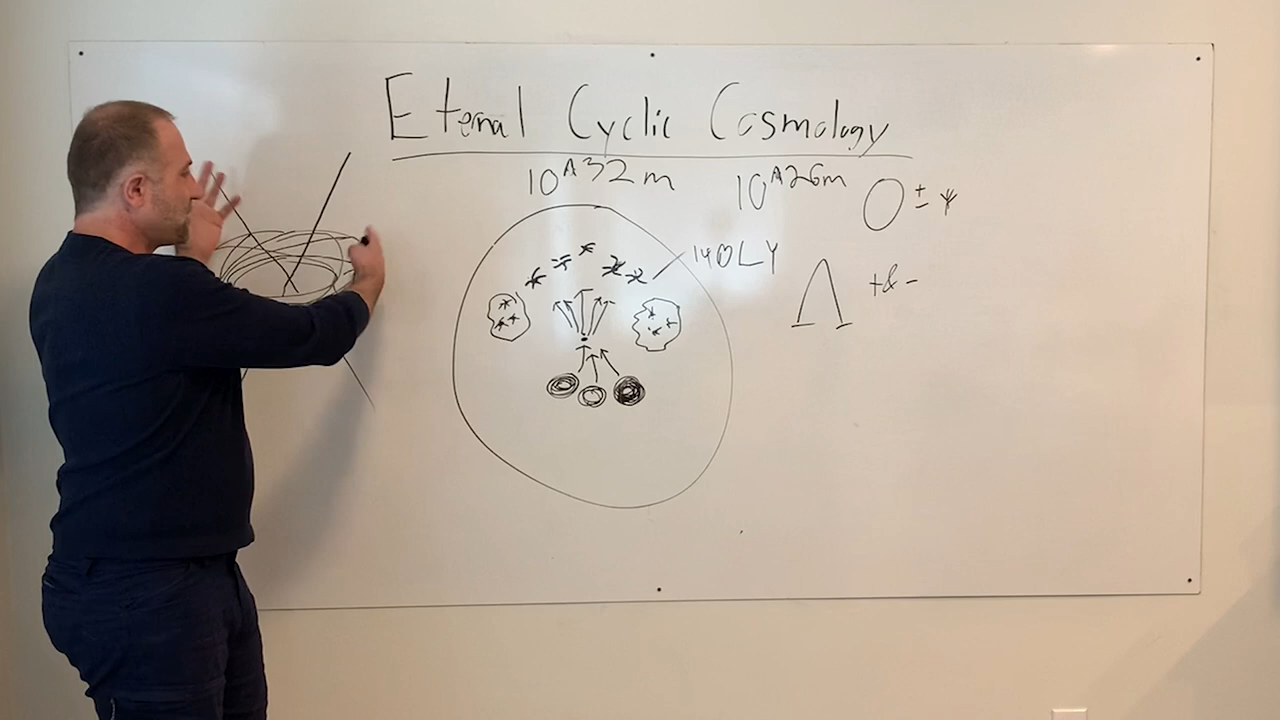 Eternal Cyclic Cosmology
10^32m 10^26m O±
140LY
Λ +& -